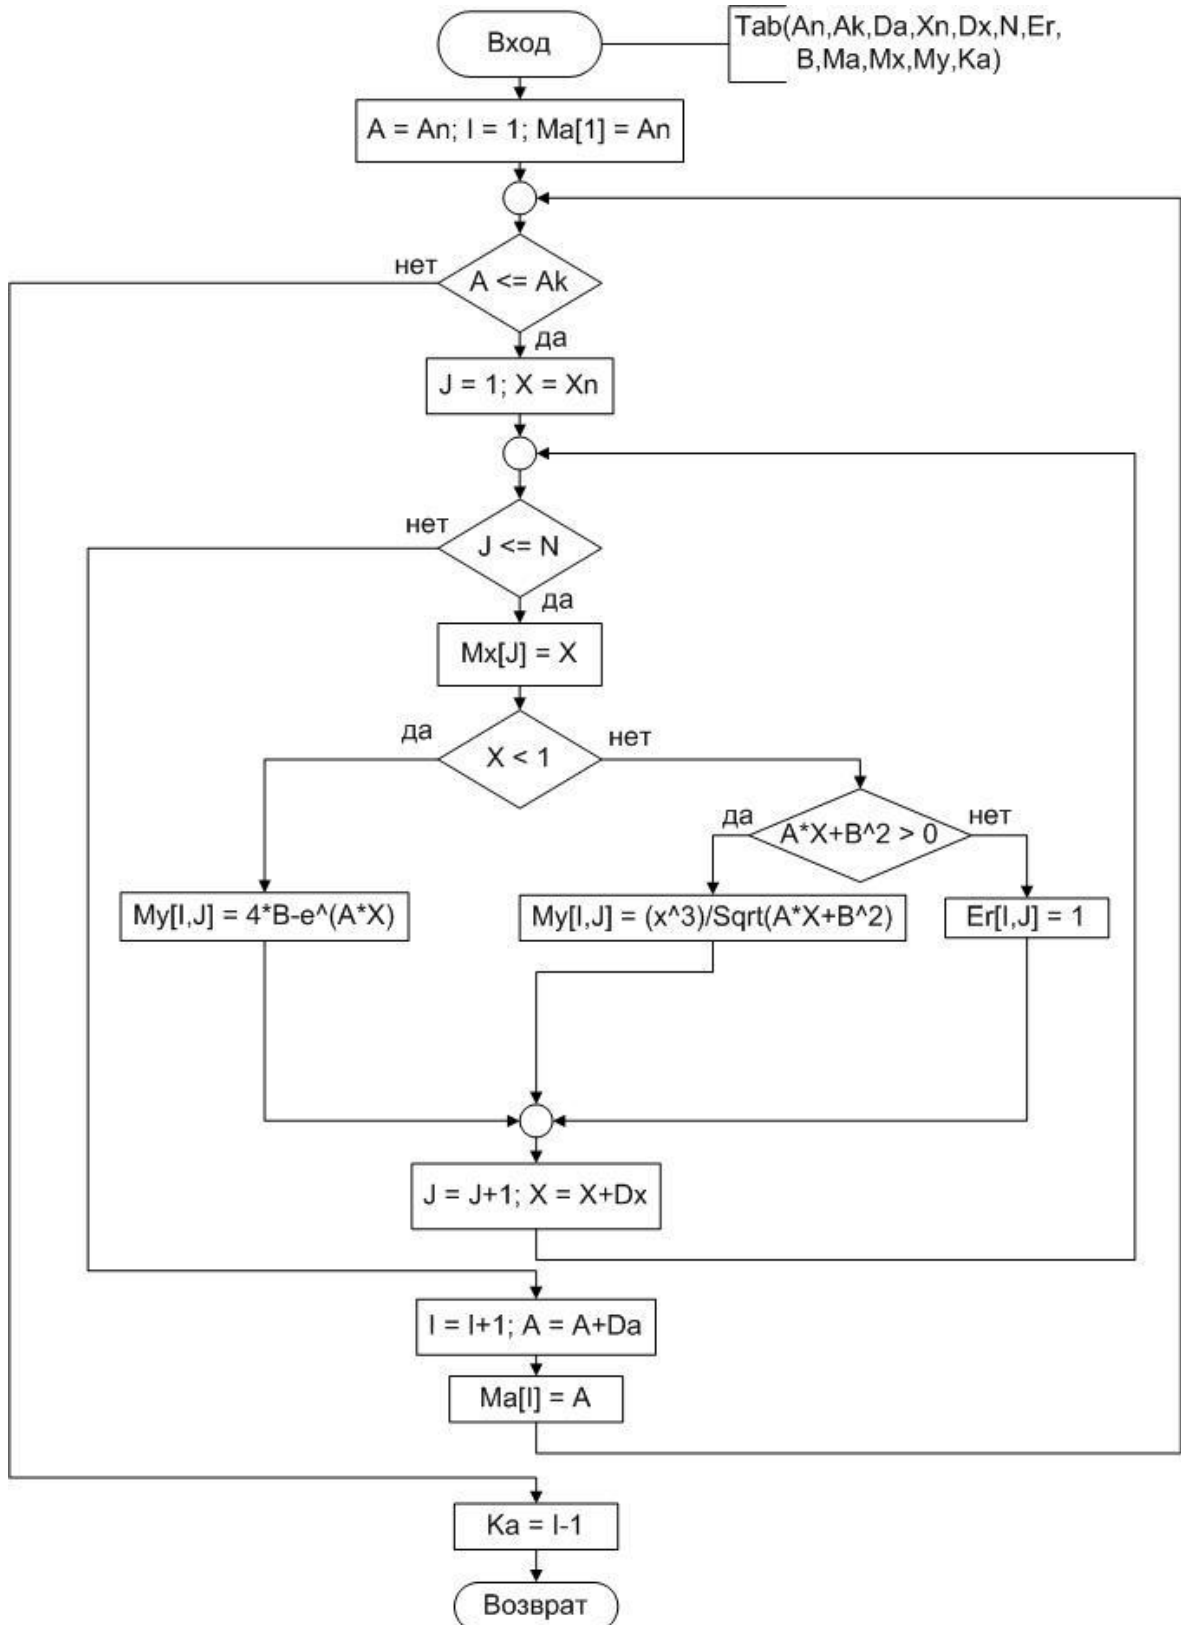 Вход
Tab(An,Ak,Da,Xn,Dx,N,Er,
B,Ma,Mx,My,Ka)
A = An; I = 1; Ma[1] = An
нет
A <= Ak
да
J = 1; X = Xn
нет
J <= N
да
Mx[J] = X
да
X < 1
нет
да
A*X+B^2 > 0
нет
My[I,J] = 4*B-e^(A*X)
My[I,J] = (x^3)/Sqrt(A*X+B^2)
Er[I,J] = 1
J = J+1; X = X+Dx
I = I+1; A = A+Da
Ma[I] = A
Ka = I-1
Возврат